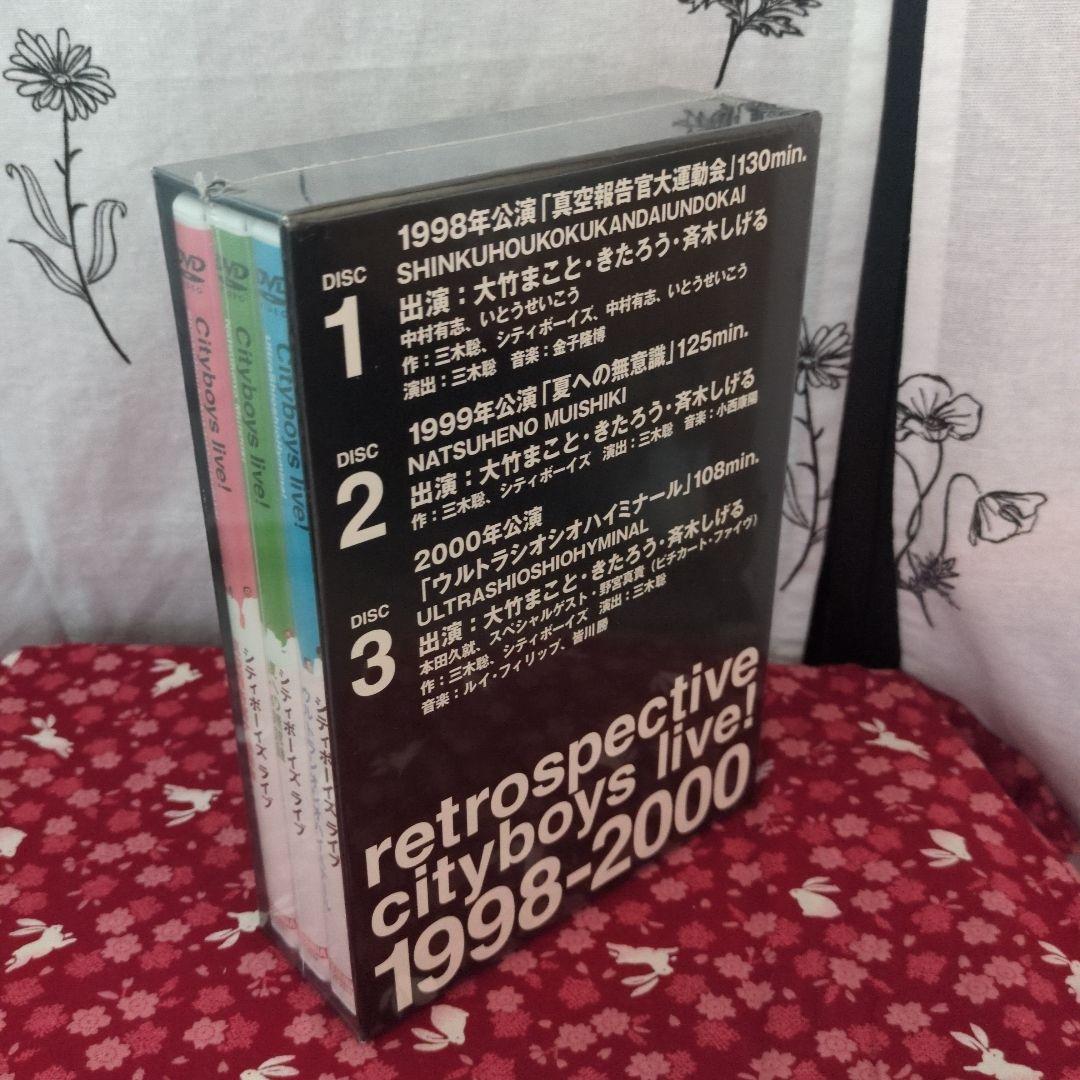 DISC
1
1998年公演「真空報告官大運動会」130min.
SHINKUHOUKOKUKANDAIUNDOKAI
出演：大竹まこと・きたろう・斉木しげる
中村有志、いとうせいこう
作：三木聡、シティボーイズ、中村有志、いとうせいこう
演出：三木聡 音楽：金子隆博
DISC
2
1999年公演「夏への無意識」125min.
NATSUHENO MUISHIKI
出演：大竹まこと・きたろう・斉木しげる
作：三木聡、シティボーイズ 演出：三木聡 音楽：小西康陽
DISC
3
2000年公演
「ウルトラシオシオハイミナール」108min.
ULTRASHIOSHIOHYMINAL
出演：大竹まこと・きたろう・斉木しげる
本田久就、スペシャルゲスト・野宮真貴（ピチカート・ファイヴ）
作：三木聡、シティボーイズ 演出：三木聡
音楽：ルイ・フィリップ、皆川勝
retrospective
cityboys live!
1998-2000
DVD
Cityboys live!
シティボーイズ ライブ
DVD
Cityboys live!
シティボーイズ ライブ
DVD
Cityboys live!
シティボーイズ ライブ